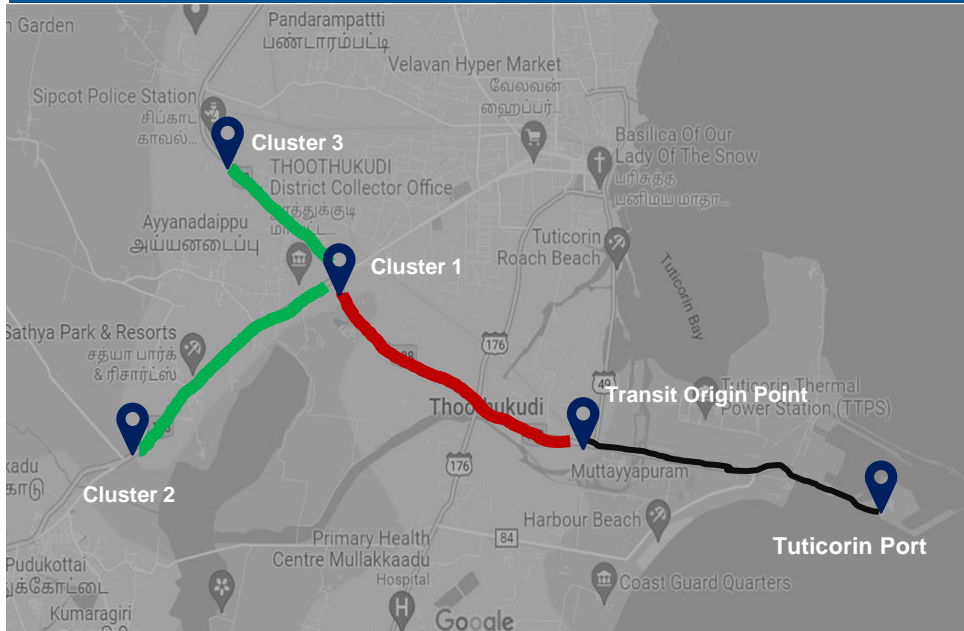 Garden
Pandarampattti
பண்டாரம்பட்டி
Velavan Hyper Market
வேலவன்
ஹைப்பர்...
Sipcot Police Station
சிப்காட்
காவல்...
Cluster 3
Basilica Of Our
Lady Of The Snow
பரிசுத்த
பனிமய மாதா...
THOOTHUKUDI
District Collector Office
தூத்துக்குடி
Ayyanadaippu
அய்யனடைப்பு
Tuticorin
Roach Beach
Cluster 1
Tuticorin Bay
Sathya Park & Resorts
சத்யா பார்க்
& ரிசார்ட்ஸ்
176
49
Transit Origin Point
Tuticorin Thermal
Power Station (TTPS)
Thoothukudi
Cluster 2
176
Muttayyapuram
Harbour Beach
84
Tuticorin Port
Primary Health
Centre Mullakkaadu
Hospital
Coast Guard Quarters
Pudukottai
Kumaragiri
H
Google